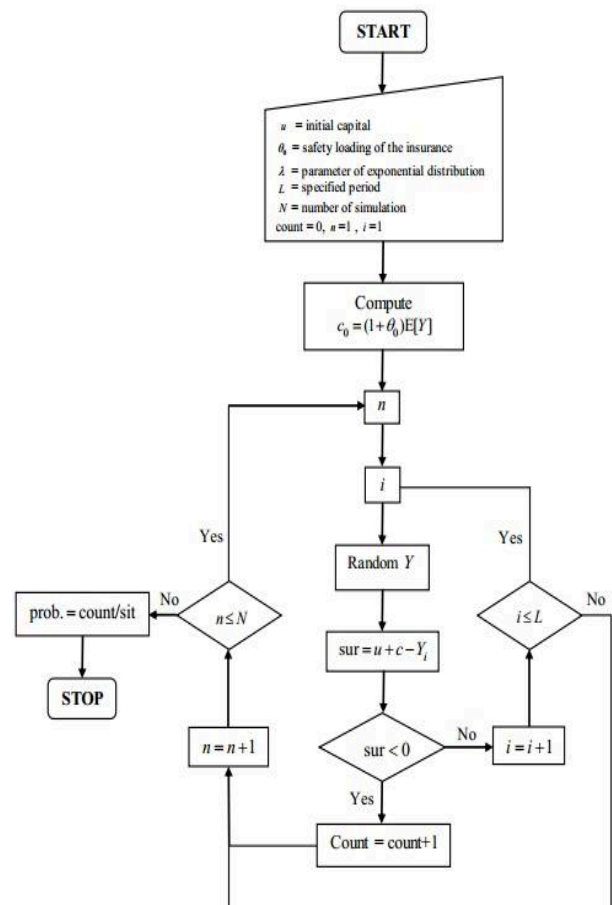 START
u = initial capital
θ₀ = safety loading of the insurance
λ = parameter of exponential distribution
L = specified period
N = number of simulation
count = 0, n = 1 , i = 1
Compute
c₀ = (1+θ₀)E[Y]
n
i
Yes
Yes
Random Y
prob. = count/sit
No
n ≤ N
i ≤ L
No
sur = u + c − Yᵢ
STOP
n = n + 1
sur < 0
No
i = i + 1
Yes
Count = count+1